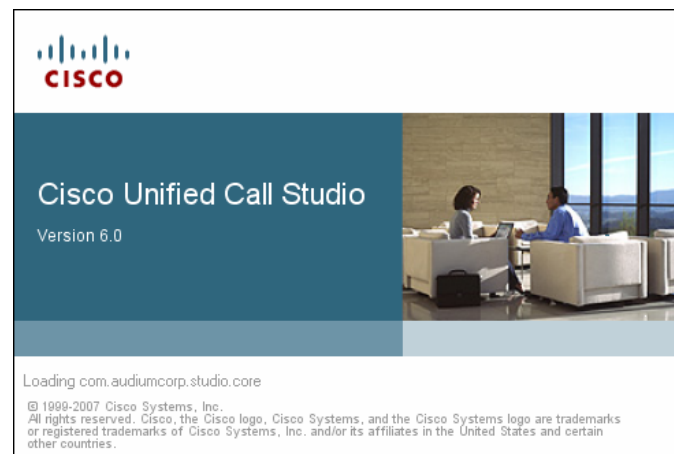 CISCO
Cisco Unified Call Studio
Version 6.0
Loading com.audiumcorp.studio.core
© 1999-2007 Cisco Systems, Inc.
All rights reserved. Cisco, the Cisco logo, Cisco Systems, and the Cisco Systems logo are trademarks
or registered trademarks of Cisco Systems, Inc. and/or its affiliates in the United States and certain
other countries.